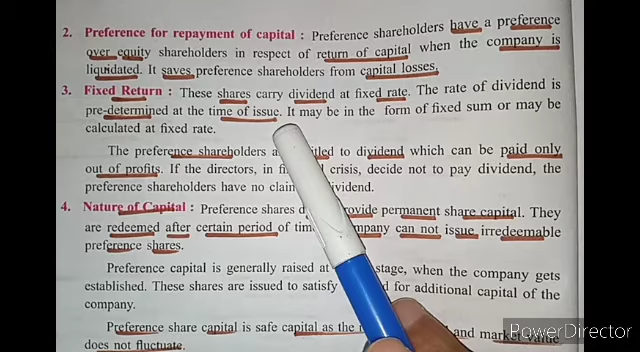 2. Preference for repayment of capital : Preference shareholders have a preference
over equity shareholders in respect of return of capital when the company is
liquidated. It saves preference shareholders from capital losses.
3. Fixed Return : These shares carry dividend at fixed rate. The rate of dividend is
pre-determined at the time of issue. It may be in the form of fixed sum or may be
calculated at fixed rate.
The preference shareholders a itled to dividend which can be paid only
out of profits. If the directors, in fi l crisis, decide not to pay dividend, the
preference shareholders have no claim ividend.
4. Nature of Capital : Preference shares d ovide permanent share capital. They
are redeemed after certain period of tim mpany can not issue irredeemable
preference shares.
Preference capital is generally raised at stage, when the company gets
established. These shares are issued to satisfy d for additional capital of the
company.
Preference share capital is safe capital as the and market value
does not fluctuate.
PowerDirector